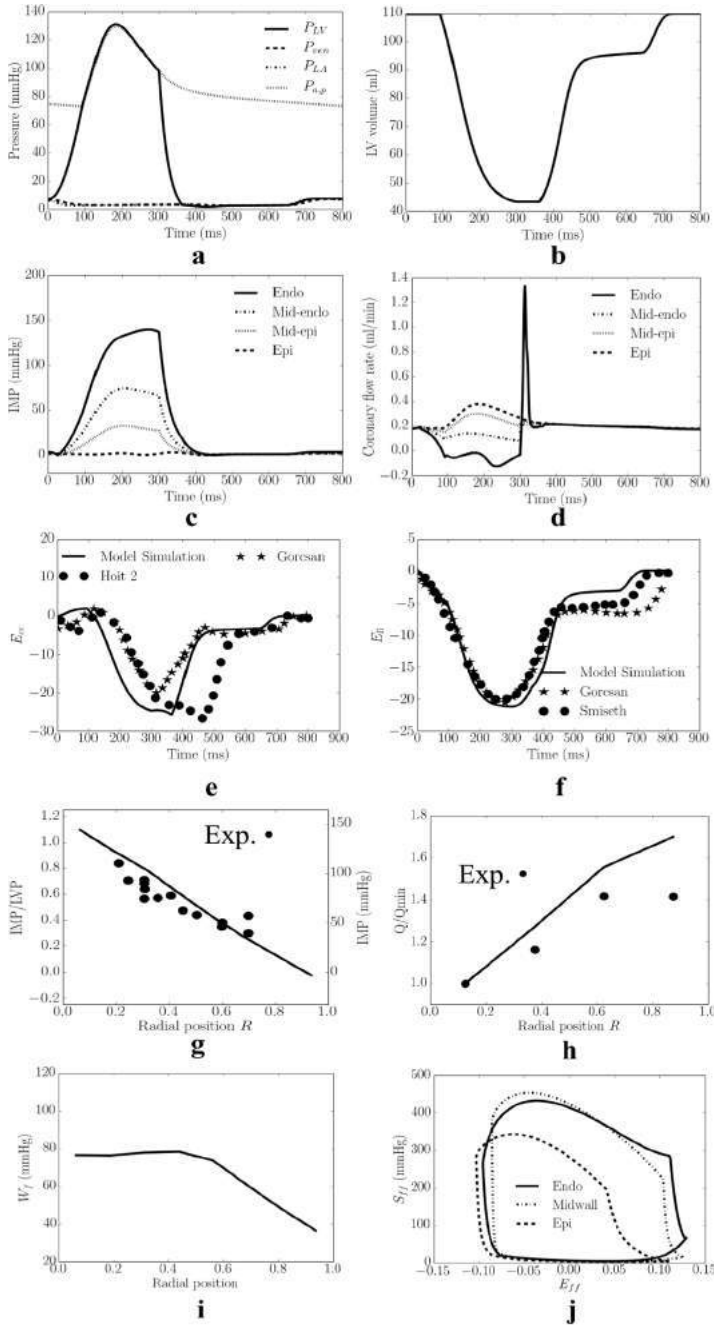 140
120
100
80
60
40
20
0
Pressure (mmHg)
P_LV
P_ven
P_LA
P_a,p
0 100 200 300 400 500 600 700 800
Time (ms)
a
110
100
90
80
70
60
50
40
LV volume (ml)
0 100 200 300 400 500 600 700 800
Time (ms)
b
200
150
100
50
0
−50
IMP (mmHg)
Endo
Mid-endo
Mid-epi
Epi
0 100 200 300 400 500 600 700 800
Time (ms)
c
1.4
1.2
1.0
0.8
0.6
0.4
0.2
0.0
−0.2
Coronary flow rate (ml/min)
Endo
Mid-endo
Mid-epi
Epi
0 100 200 300 400 500 600 700 800
Time (ms)
d
20
10
0
−10
−20
−30
E_cc
Model Simulation
Hoit 2
Gorcsan
0 100 200 300 400 500 600 700 800 900
Time (ms)
e
0
−5
−10
−15
−20
−25
E_ll
Model Simulation
Gorcsan
Smiseth
0 100 200 300 400 500 600 700 800 900
Time (ms)
f
1.2
1.0
0.8
0.6
0.4
0.2
0.0
−0.2
IMP/LVP
Exp.
150
100
50
0
IMP (mmHg)
0.0 0.2 0.4 0.6 0.8 1.0
Radial position R
g
1.8
1.6
1.4
1.2
1.0
Q/Qmin
Exp.
0.0 0.2 0.4 0.6 0.8 1.0
Radial position R
h
120
100
80
60
40
20
W_f (mmHg)
0.0 0.2 0.4 0.6 0.8 1.0
Radial position
i
500
400
300
200
100
0
S_ff (mmHg)
Endo
Midwall
Epi
−0.15 −0.10 −0.05 0.00 0.05 0.10 0.15
E_ff
j